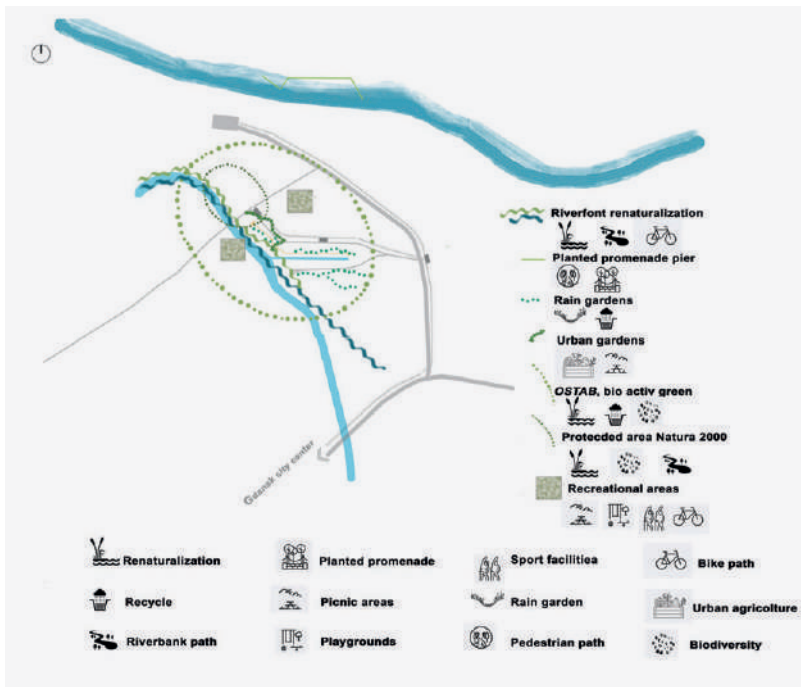 Riverfont renaturalization
Planted promenade pier
Rain gardens
Urban gardens
OSTAB, bio activ green
Protecded area Natura 2000
Recreational areas
Gdansk sity center
Renaturalization
Planted promenade
Sport facilitiea
Bike path
Recycle
Picnic areas
Rain garden
Urban agricolture
Riverbank path
Playgrounds
Pedestrian path
Biodiversity